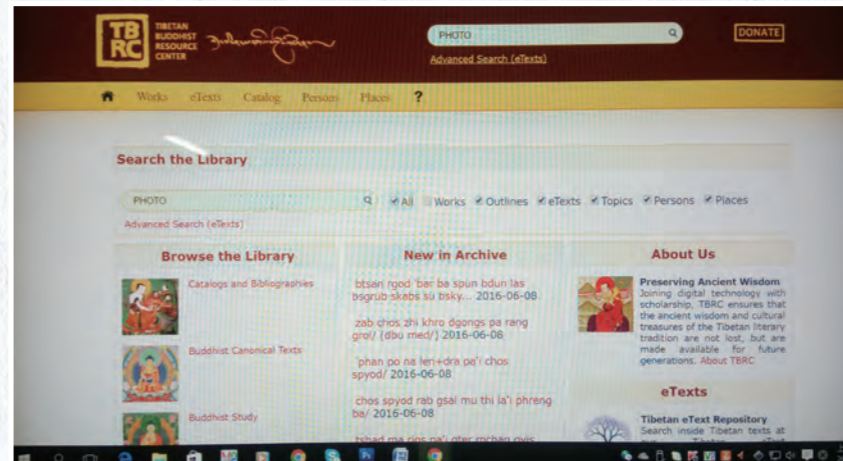 TB
RC
TIBETAN
BUDDHIST
RESOURCE
CENTER
PHOTO
DONATE
Advanced Search (eTexts)
Works eTexts Catalog Persons Places ?
Search the Library
PHOTO All Works Outlines eTexts Topics Persons Places
Advanced Search (eTexts)
Browse the Library
Catalogs and Bibliographies
Buddhist Canonical Texts
Buddhist Study
New in Archive
btsan rgod 'bar ba spun bdun las
bsgrub skabs su bsky... 2016-06-08
zab chos zhi khro dgongs pa rang
grol/ (dbu med/) 2016-06-08
'phan po na len+dra pa'i chos
spyod/ 2016-06-08
chos spyod rab gsal mu thi la'i phreng
ba/ 2016-06-08
About Us
Preserving Ancient Wisdom
Joining digital technology with
scholarship, TBRC ensures that
the ancient wisdom and cultural
treasures of the Tibetan literary
tradition are not lost, but are
made available for future
generations. About TBRC
eTexts
Tibetan eText Repository
Search inside Tibetan texts at